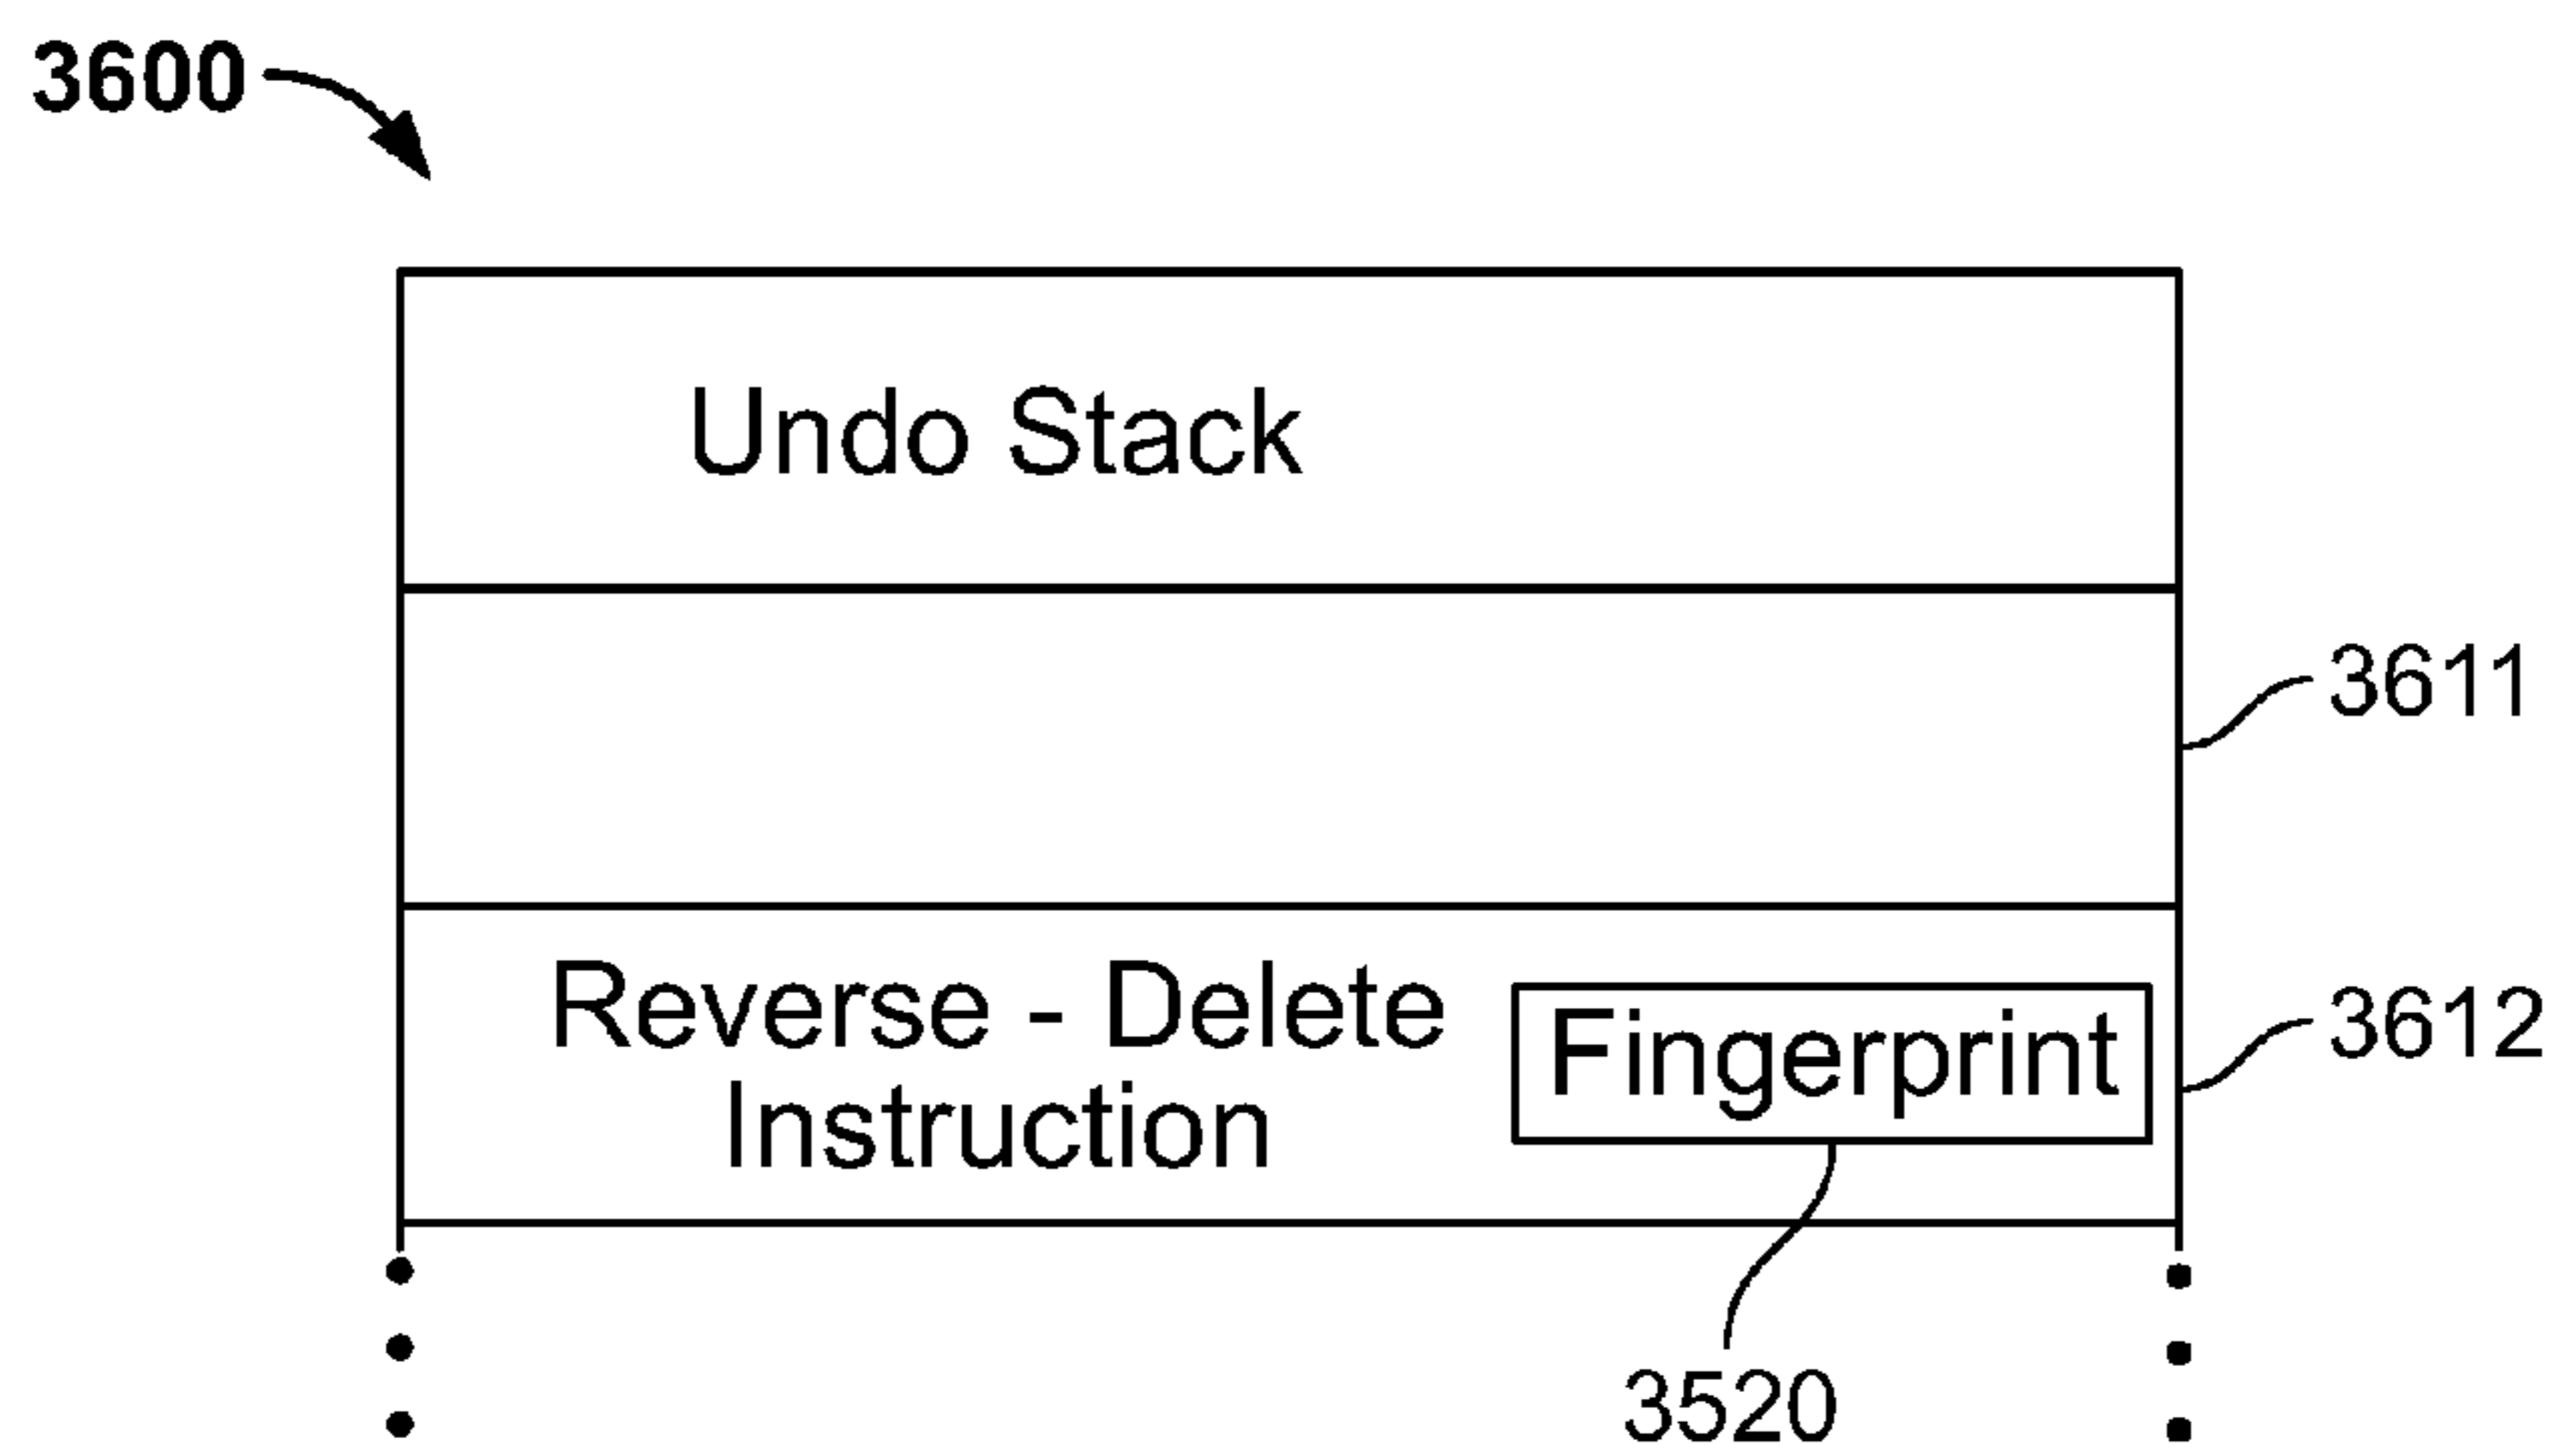 3600
Undo Stack
3611
Reverse - Delete
Instruction
Fingerprint
3612
3520